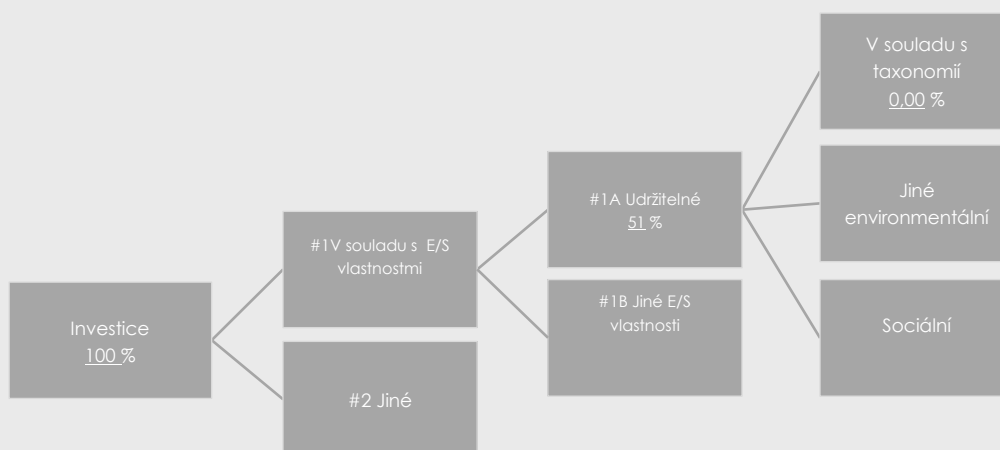 Investice
100 %
#1V souladu s  E/S
vlastnostmi
#2 Jiné
#1A Udržitelné
51 %
#1B Jiné E/S
vlastnosti
V souladu s
taxonomií
0,00 %
Jiné
environmentální
Sociální